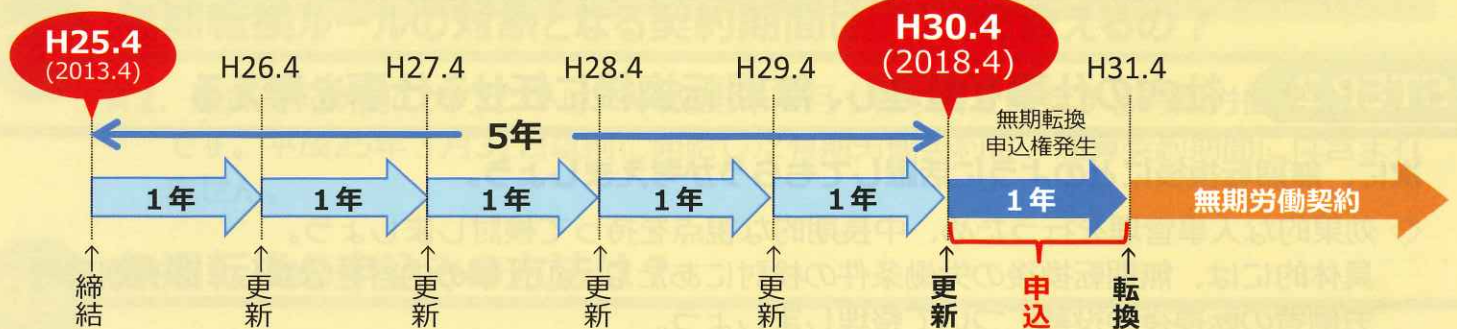 H25.4
(2013.4)
H26.4
H27.4
H28.4
H29.4
H30.4
(2018.4)
H31.4
5年
無期転換
申込権発生
1年
1年
1年
1年
1年
1年
無期労働契約
↑締結
↑更新
↑更新
↑更新
↑更新
↑更新
申込
↑転換